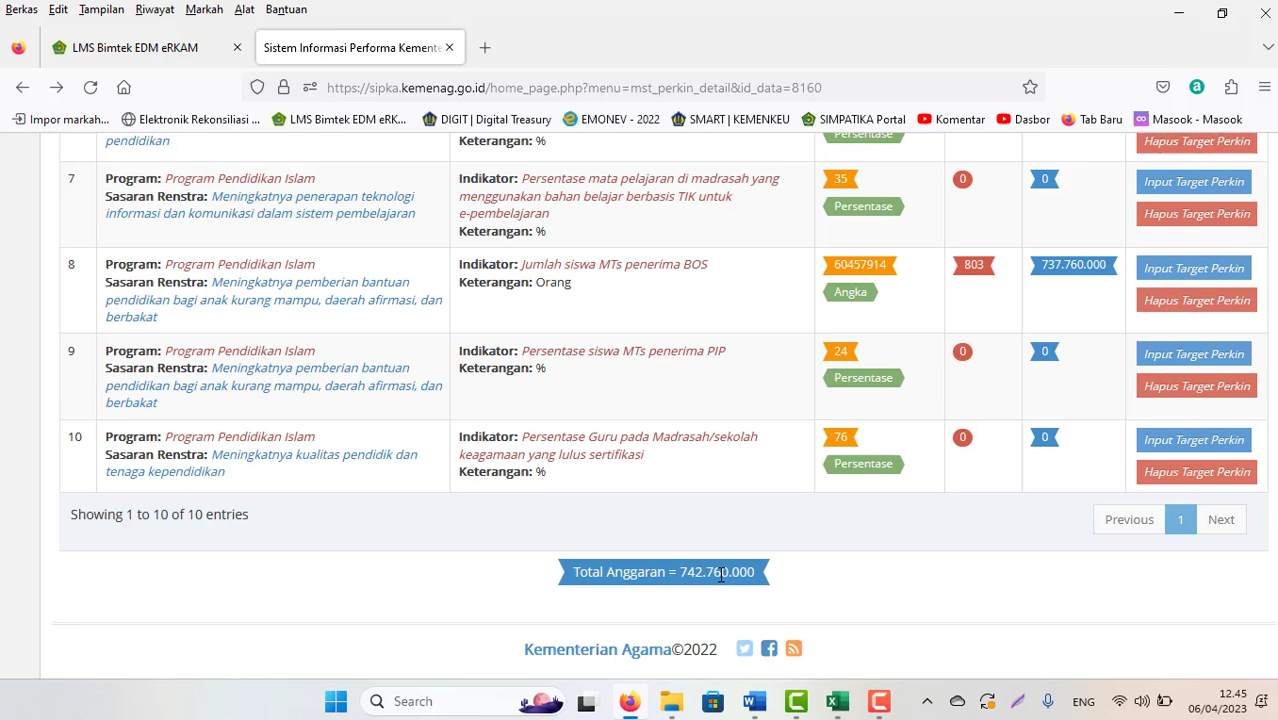 Berkas Edit Tampilan Riwayat Markah Alat Bantuan
LMS Bimtek EDM eRKAM
Sistem Informasi Performa Kemente
https://sipka.kemenag.go.id/home_page.php?menu=mst_perkin_detail&id_data=8160
Impor markah... Elektronik Rekonsiliasi ... LMS Bimtek EDM eRK... DIGIT | Digital Treasury EMONEV - 2022 SMART | KEMENKEU SIMPATIKA Portal Komentar Dasbor Tab Baru Masook - Masook
pendidikan Keterangan: % Persentase Hapus Target Perkin
7 Program: Program Pendidikan Islam Indikator: Persentase mata pelajaran di madrasah yang 35 0 0 Input Target Perkin
Sasaran Renstra: Meningkatnya penerapan teknologi menggunakan bahan belajar berbasis TIK untuk Persentase
informasi dan komunikasi dalam sistem pembelajaran e-pembelajaran Hapus Target Perkin
Keterangan: %
8 Program: Program Pendidikan Islam Indikator: Jumlah siswa MTs penerima BOS 60457914 803 737.760.000 Input Target Perkin
Sasaran Renstra: Meningkatnya pemberian bantuan Keterangan: Orang Angka
pendidikan bagi anak kurang mampu, daerah afirmasi, dan Hapus Target Perkin
berbakat
9 Program: Program Pendidikan Islam Indikator: Persentase siswa MTs penerima PIP 24 0 0 Input Target Perkin
Sasaran Renstra: Meningkatnya pemberian bantuan Keterangan: % Persentase
pendidikan bagi anak kurang mampu, daerah afirmasi, dan Hapus Target Perkin
berbakat
10 Program: Program Pendidikan Islam Indikator: Persentase Guru pada Madrasah/sekolah 76 0 0 Input Target Perkin
Sasaran Renstra: Meningkatnya kualitas pendidik dan keagamaan yang lulus sertifikasi Persentase
tenaga kependidikan Keterangan: % Hapus Target Perkin
Showing 1 to 10 of 10 entries Previous 1 Next
Total Anggaran = 742.760.000
Kementerian Agama©2022
Search ENG 12.45
06/04/2023